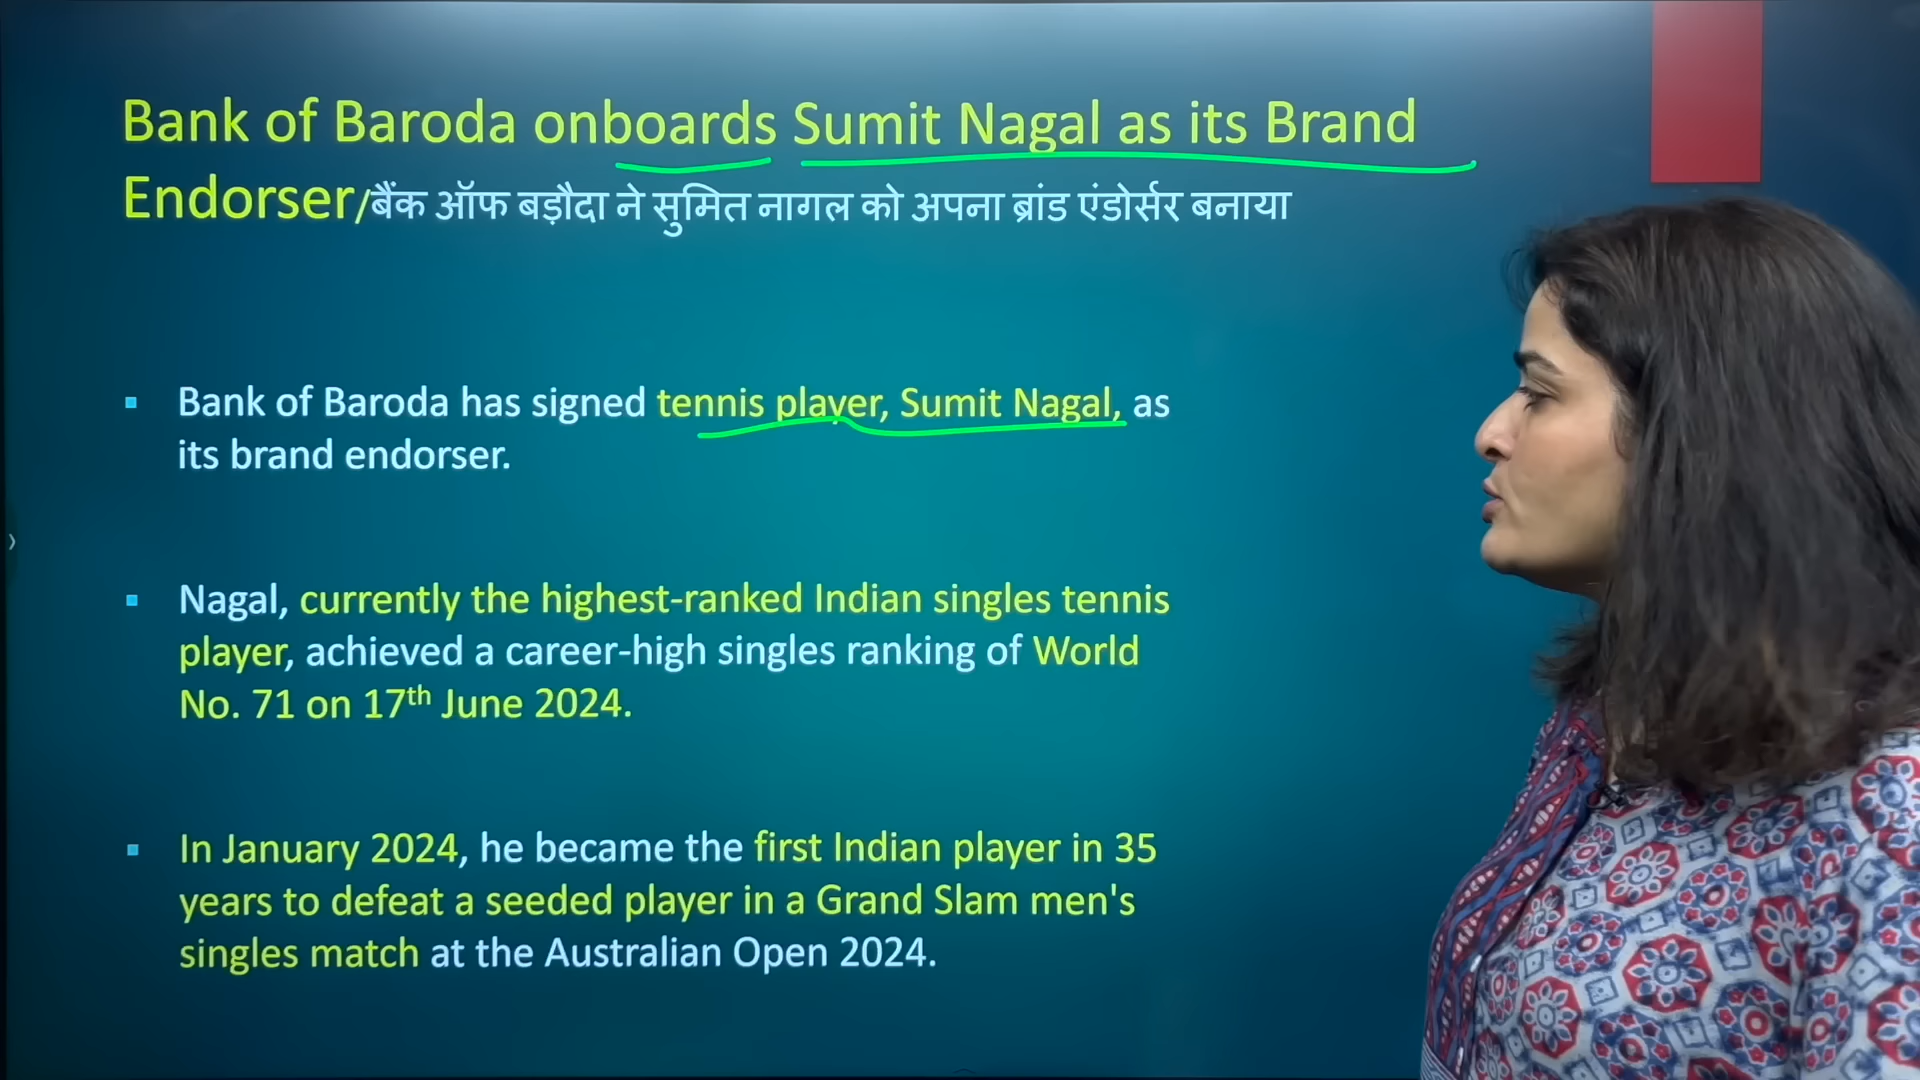 Bank of Baroda onboards Sumit Nagal as its Brand
Endorser/बैंक ऑफ बड़ौदा ने सुमित नागल को अपना ब्रांड एंडोर्सर बनाया
Bank of Baroda has signed tennis player, Sumit Nagal, as
its brand endorser.
Nagal, currently the highest-ranked Indian singles tennis
player, achieved a career-high singles ranking of World
No. 71 on 17th June 2024.
In January 2024, he became the first Indian player in 35
years to defeat a seeded player in a Grand Slam men's
singles match at the Australian Open 2024.